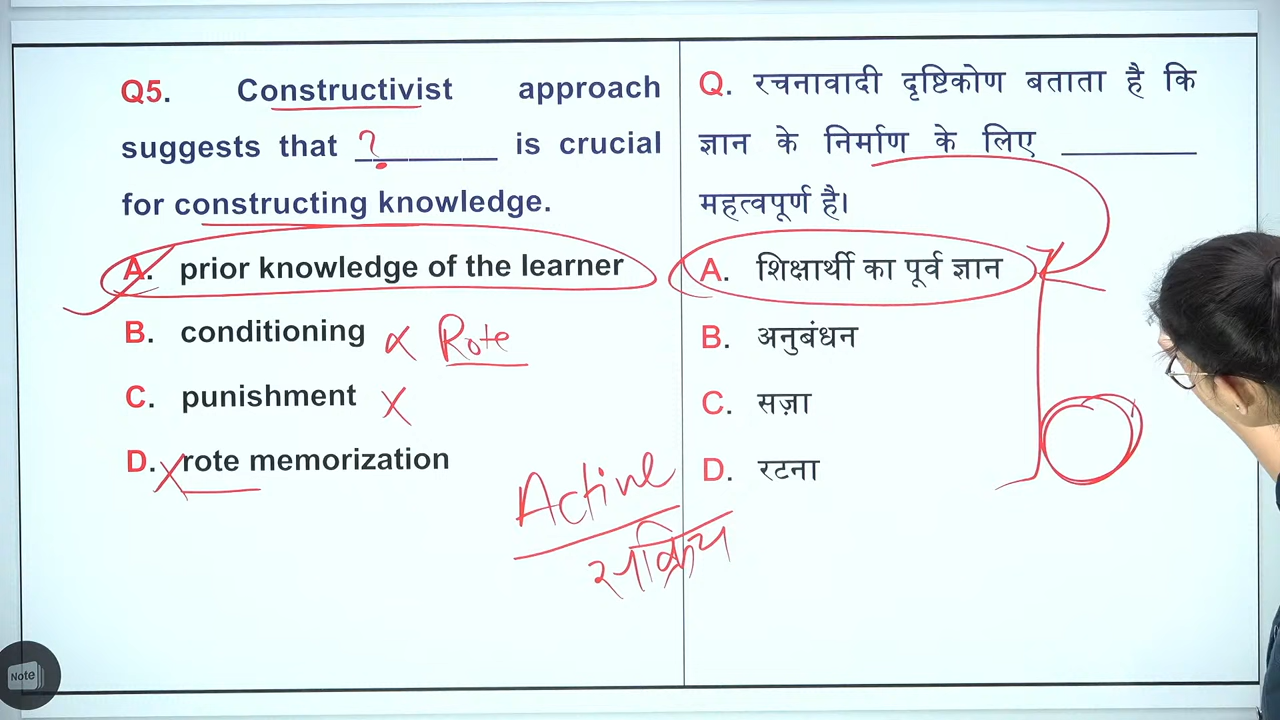 Q5. Constructivist approach
suggests that ? ________ is crucial
for constructing knowledge.
A. prior knowledge of the learner
B. conditioning
Rote
C. punishment
D. rote memorization
Active
सक्रिय
Q. रचनावादी दृष्टिकोण बताता है कि
ज्ञान के निर्माण के लिए ________
महत्वपूर्ण है।
A. शिक्षार्थी का पूर्व ज्ञान
B. अनुबंधन
C. सज़ा
D. रटना
Note